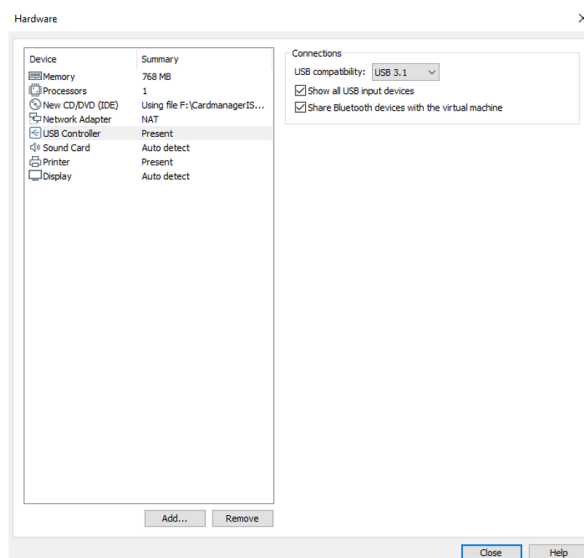 Hardware
Device Summary
Memory 768 MB
Processors 1
New CD/DVD (IDE) Using file F:\CardmanagerIS...
Network Adapter NAT
USB Controller Present
Sound Card Auto detect
Printer Present
Display Auto detect
Add... Remove
Connections
USB compatibility: USB 3.1
Show all USB input devices
Share Bluetooth devices with the virtual machine
Close Help